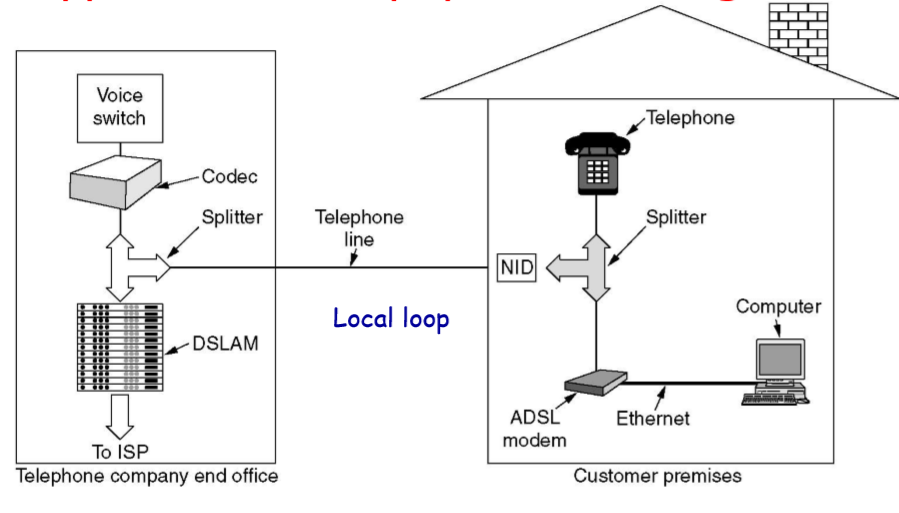 Voice
switch
Codec
Splitter
Telephone
line
Local loop
DSLAM
To ISP
Telephone company end office
Telephone
Splitter
NID
Computer
ADSL
modem
Ethernet
Customer premises